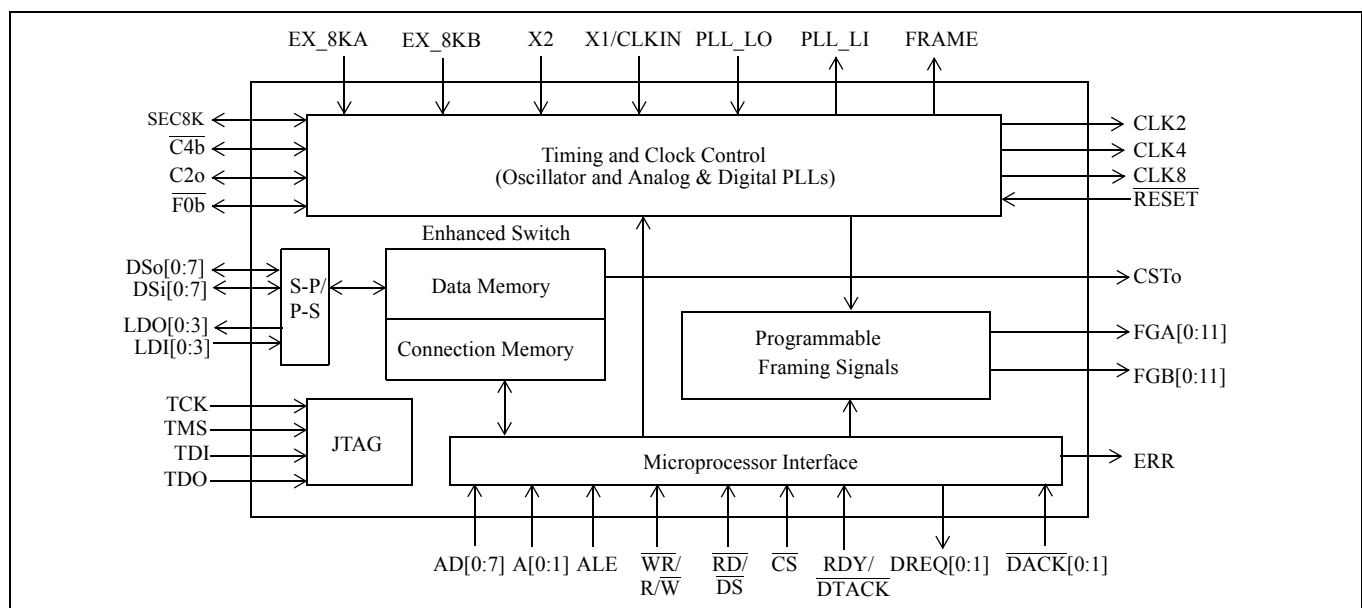 EX_8KA EX_8KB X2 X1/CLKIN PLL_LO PLL_LI FRAME
SEC8K
C4b
C2o
F0b
Timing and Clock Control
(Oscillator and Analog & Digital PLLs)
CLK2
CLK4
CLK8
RESET
Enhanced Switch
DSo[0:7]
DSi[0:7]
LDO[0:3]
LDI[0:3]
S-P/
P-S
Data Memory
Connection Memory
CSTo
Programmable
Framing Signals
FGA[0:11]
FGB[0:11]
TCK
TMS
TDI
TDO
JTAG
Microprocessor Interface
ERR
AD[0:7] A[0:1] ALE WR/ RD/ CS RDY/ DREQ[0:1] DACK[0:1]
R/W DS DTACK